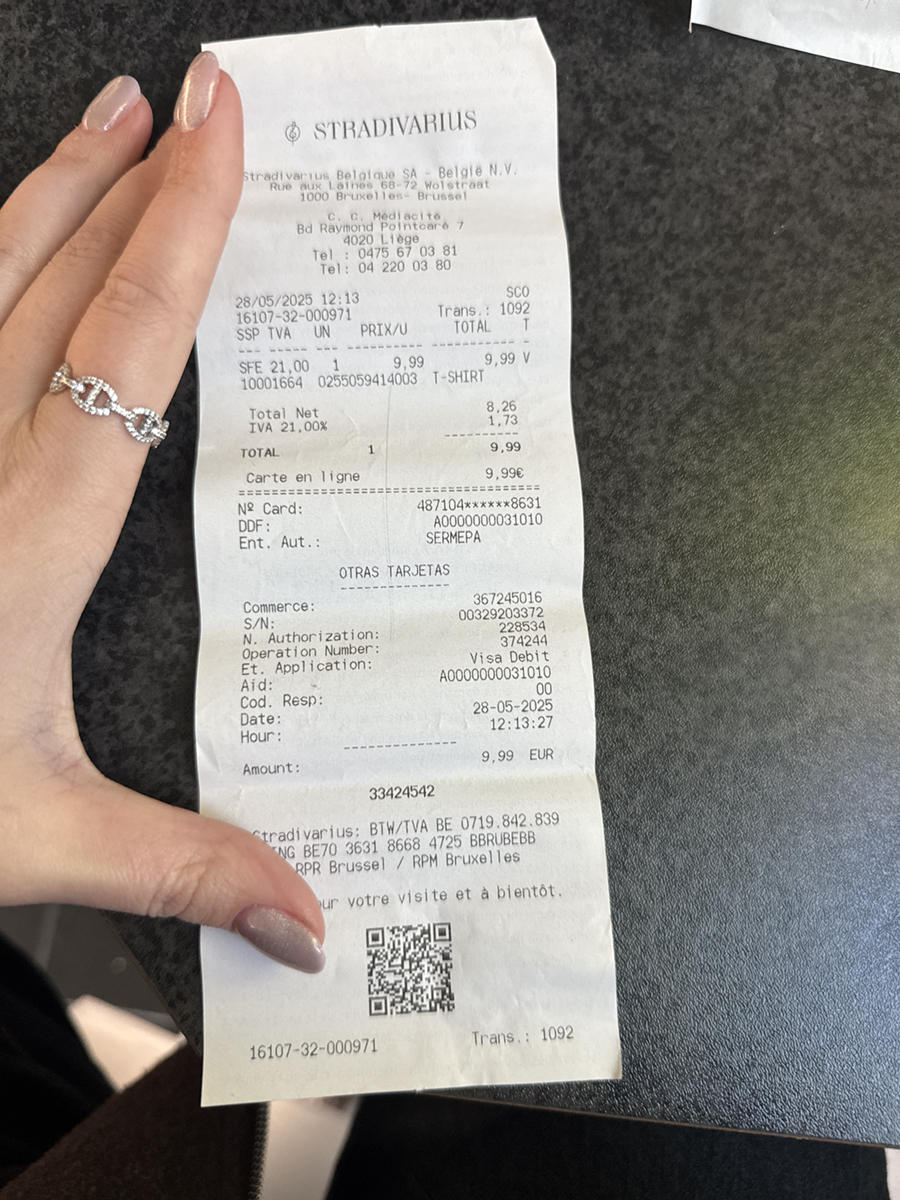 STRADIVARIUS
Stradivarius Belgique SA - België N.V.
Rue aux Laines 68-72 Wolstraat
1000 Bruxelles- Brussel
C. C. Médiacité
Bd Raymond Pointcaré 7
4020 Liège
Tel : 0475 67 03 81
Tel: 04 220 03 80
SCO
28/05/2025 12:13
16107-32-000971 Trans.: 1092
SSP TVA UN PRIX/U TOTAL T
SFE 21,00 1 9,99 9,99 V
10001664 0255059414003 T-SHIRT
Total Net 8,26
IVA 21,00% 1,73
TOTAL 1 9,99
Carte en ligne 9,99€
Nº Card: 487104******8631
DDF: A0000000031010
Ent. Aut.: SERMEPA
OTRAS TARJETAS
Commerce: 367245016
S/N: 00329203372
N. Authorization: 228534
Operation Number: 374244
Et. Application: Visa Debit
Aid: A0000000031010
Cod. Resp: 00
Date: 28-05-2025
Hour: 12:13:27
Amount: 9,99 EUR
33424542
Stradivarius: BTW/TVA BE 0719.842.839
BE70 3631 8668 4725 BBRUBEBB
RPR Brussel / RPM Bruxelles
votre visite et à bientôt.
16107-32-000971 Trans.: 1092